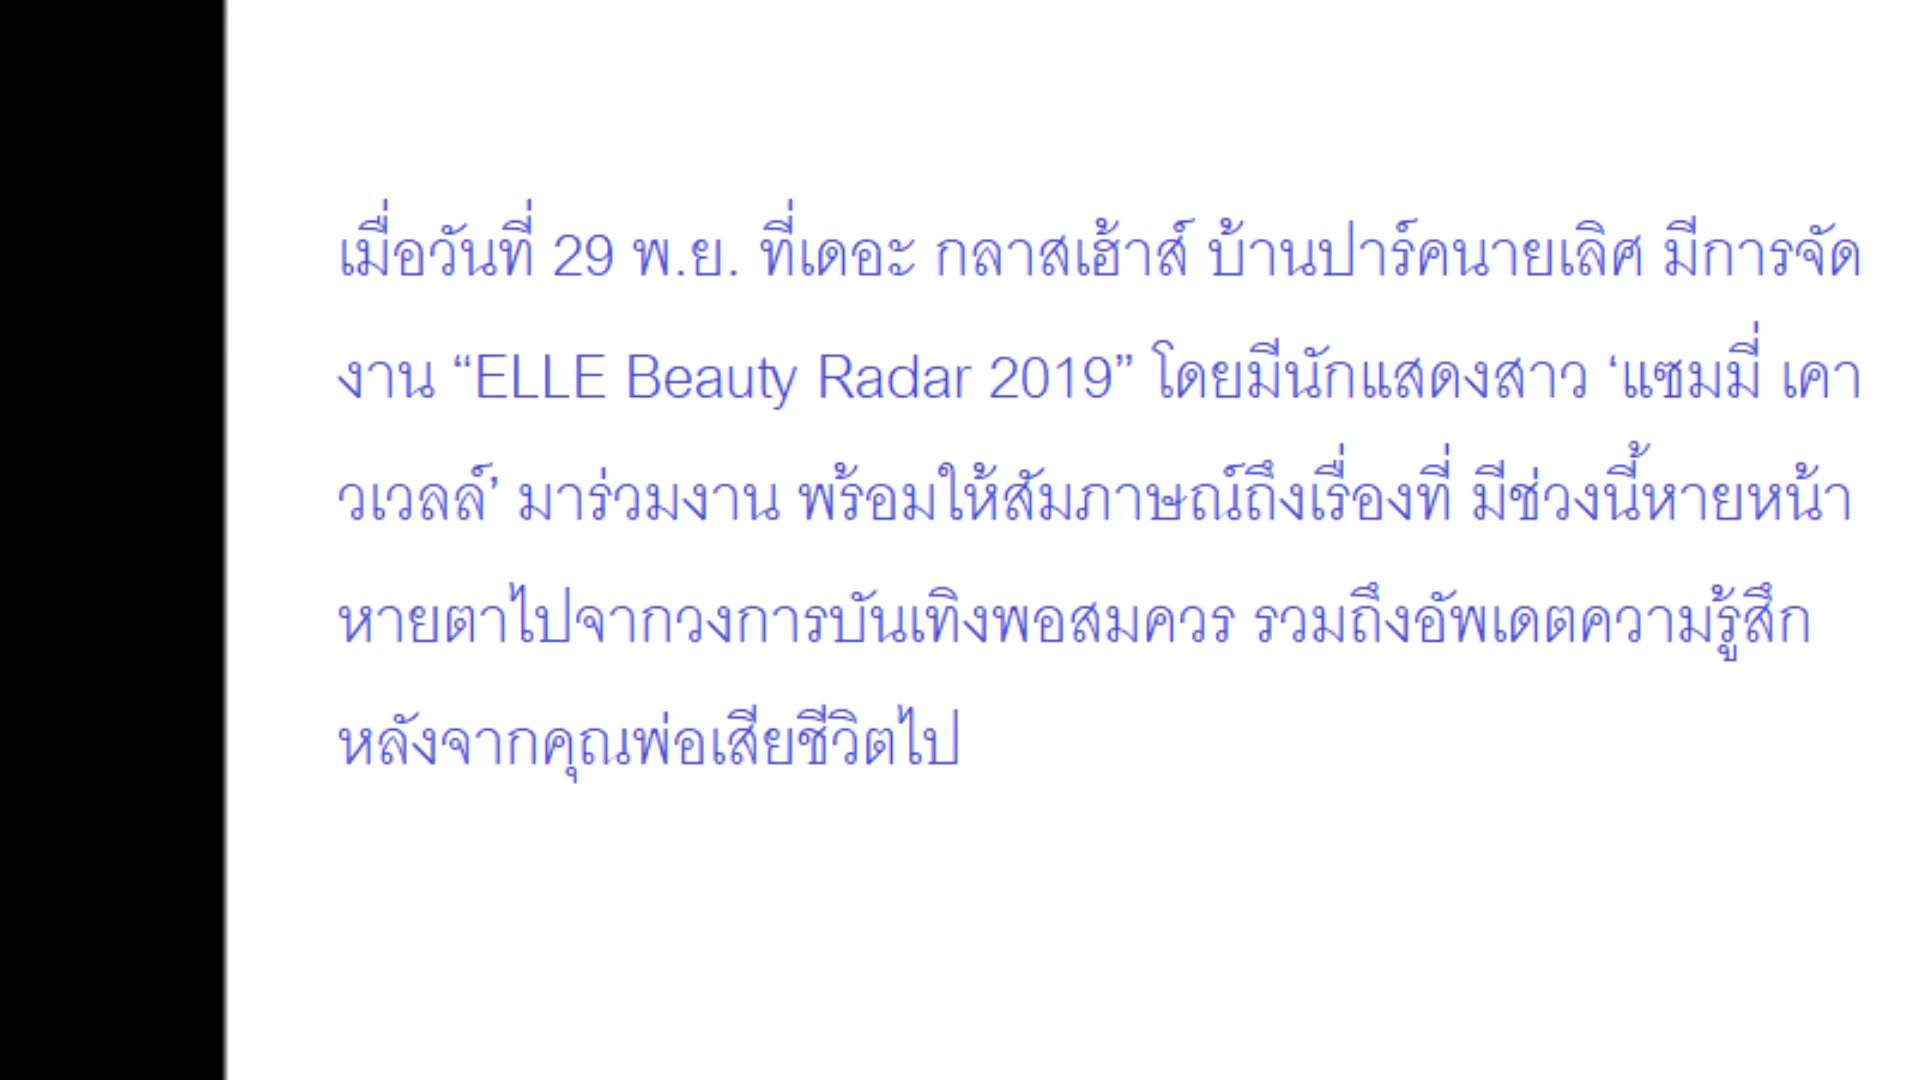 เมื่อวันที่ 29 พ.ย. ที่เดอะ กลาสเฮ้าส์ บ้านปาร์คนายเลิศ มีการจัด
งาน “ELLE Beauty Radar 2019” โดยมีนักแสดงสาว ‘แซมมี่ เคา
วเวลล์’ มาร่วมงาน พร้อมให้สัมภาษณ์ถึงเรื่องที่ มีช่วงนี้หายหน้า
หายตาไปจากวงการบันเทิงพอสมควร รวมถึงอัพเดตความรู้สึก
หลังจากคุณพ่อเสียชีวิตไป